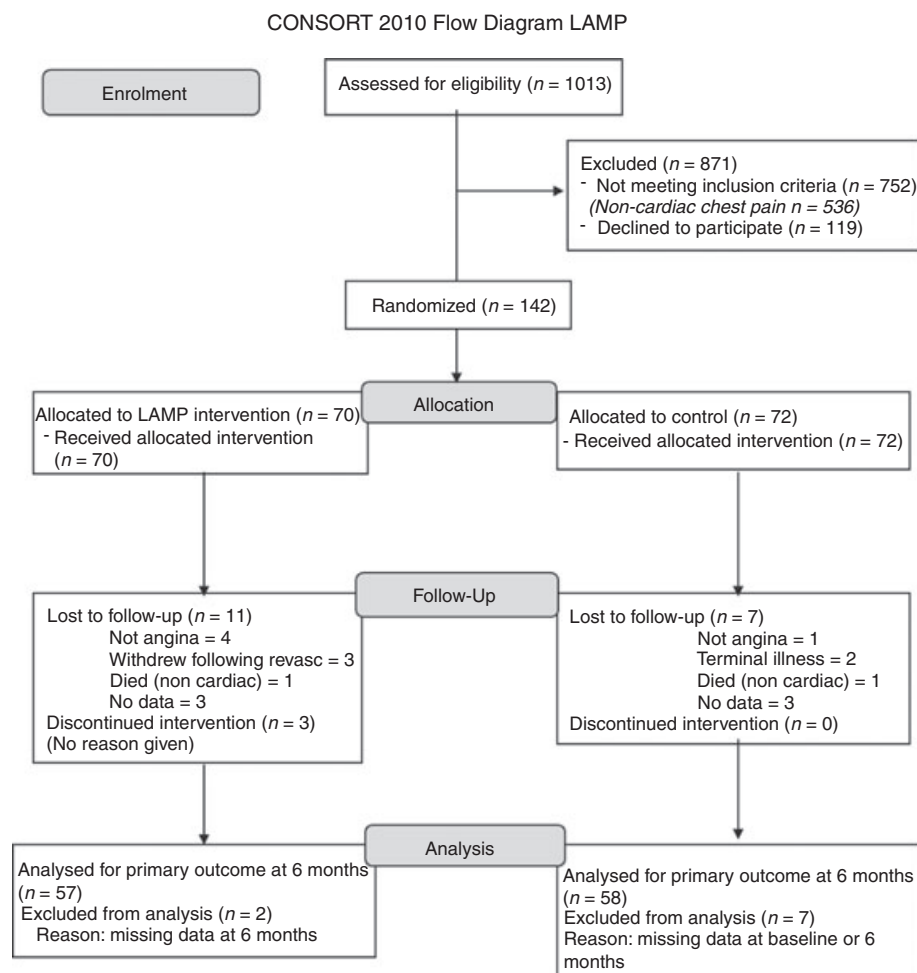 CONSORT 2010 Flow Diagram LAMP
Enrolment
Assessed for eligibility (n = 1013)
Excluded (n = 871)
- Not meeting inclusion criteria (n = 752)
(Non-cardiac chest pain n = 536)
- Declined to participate (n = 119)
Randomized (n = 142)
Allocation
Allocated to LAMP intervention (n = 70)
- Received allocated intervention
(n = 70)
Allocated to control (n = 72)
- Received allocated intervention (n = 72)
Follow-Up
Lost to follow-up (n = 11)
Not angina = 4
Withdrew following revasc = 3
Died (non cardiac) = 1
No data = 3
Discontinued intervention (n = 3)
(No reason given)
Lost to follow-up (n = 7)
Not angina = 1
Terminal illness = 2
Died (non cardiac) = 1
No data = 3
Discontinued intervention (n = 0)
Analysis
Analysed for primary outcome at 6 months
(n = 57)
Excluded from analysis (n = 2)
Reason: missing data at 6 months
Analysed for primary outcome at 6 months
(n = 58)
Excluded from analysis (n = 7)
Reason: missing data at baseline or 6
months